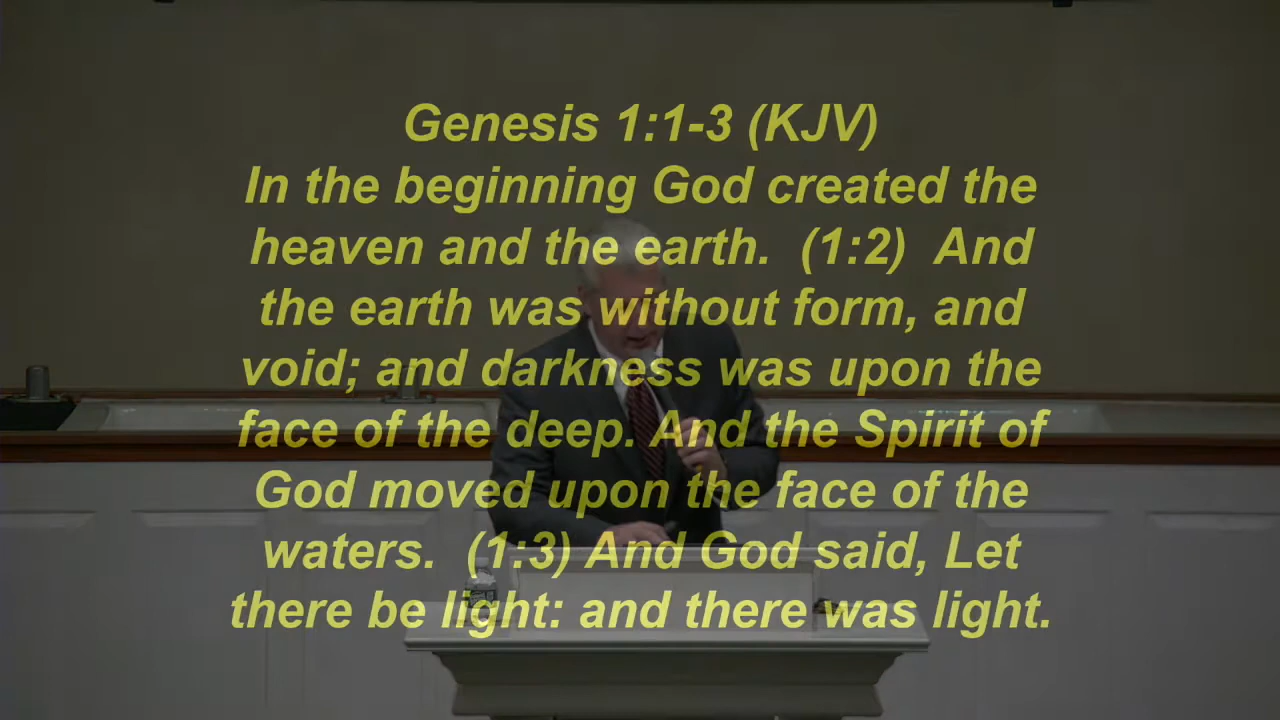 Genesis 1:1-3 (KJV)
In the beginning God created the
heaven and the earth.  (1:2)  And
the earth was without form, and
void; and darkness was upon the
face of the deep. And the Spirit of
God moved upon the face of the
waters.  (1:3) And God said, Let
there be light: and there was light.